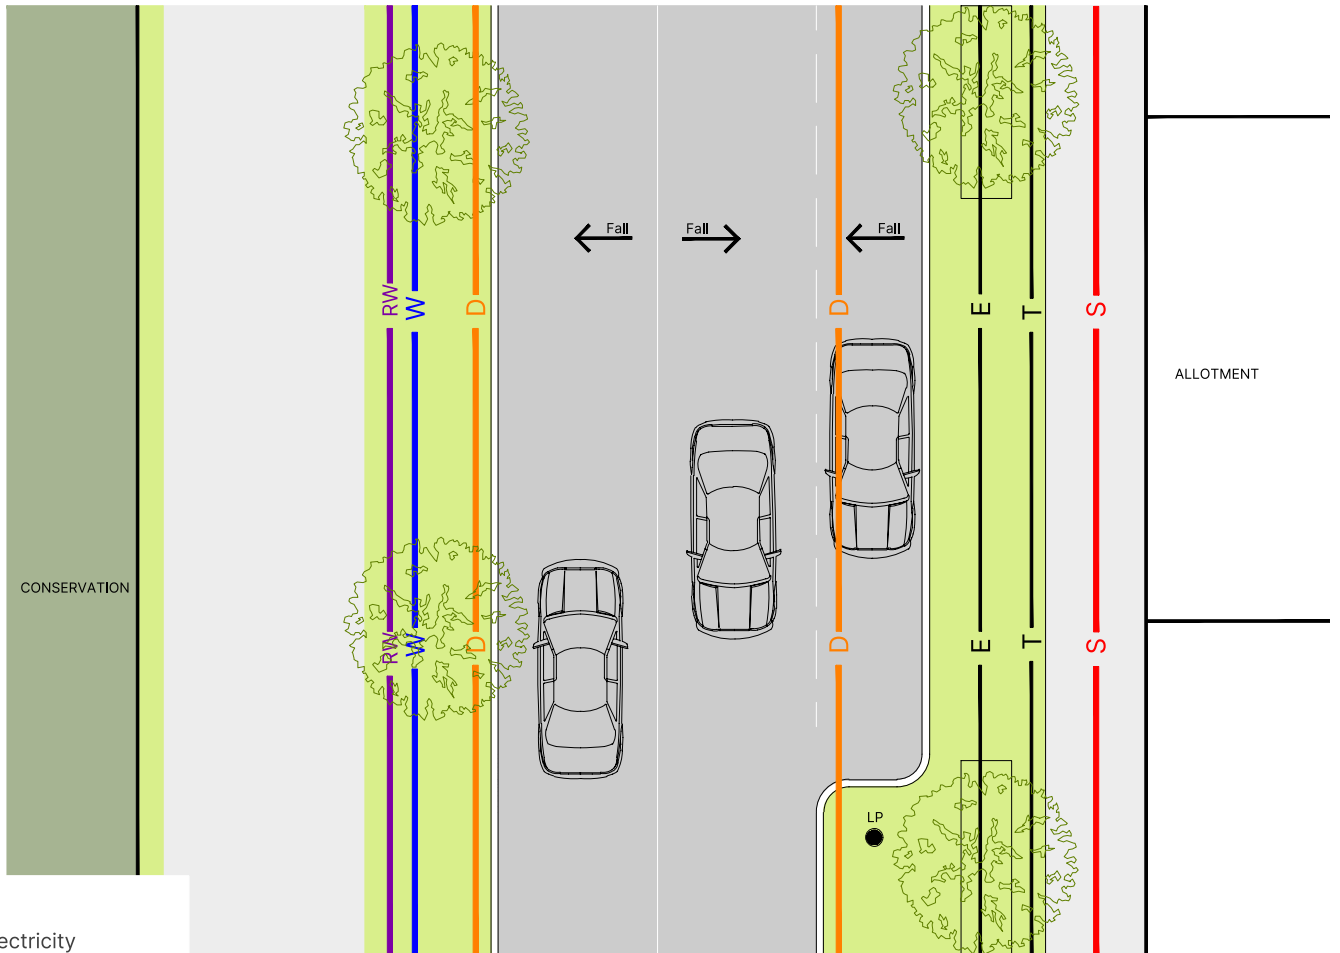 Fall Fall Fall
RW W D D E T S
ALLOTMENT
CONSERVATION
RW W D D E T S
LP
ectricity